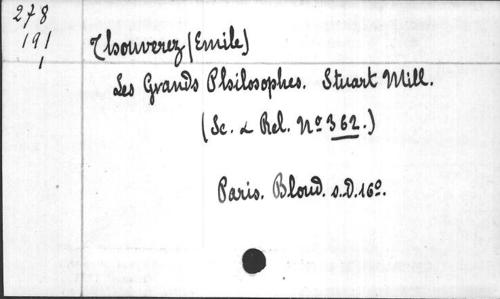 278
191
1
Thouverez (Emile)
Les Grands Philosophes. Stuart Mill.
(Sc. & Rel. Nº 362.)
Paris. Bloud. s.D. 16º.